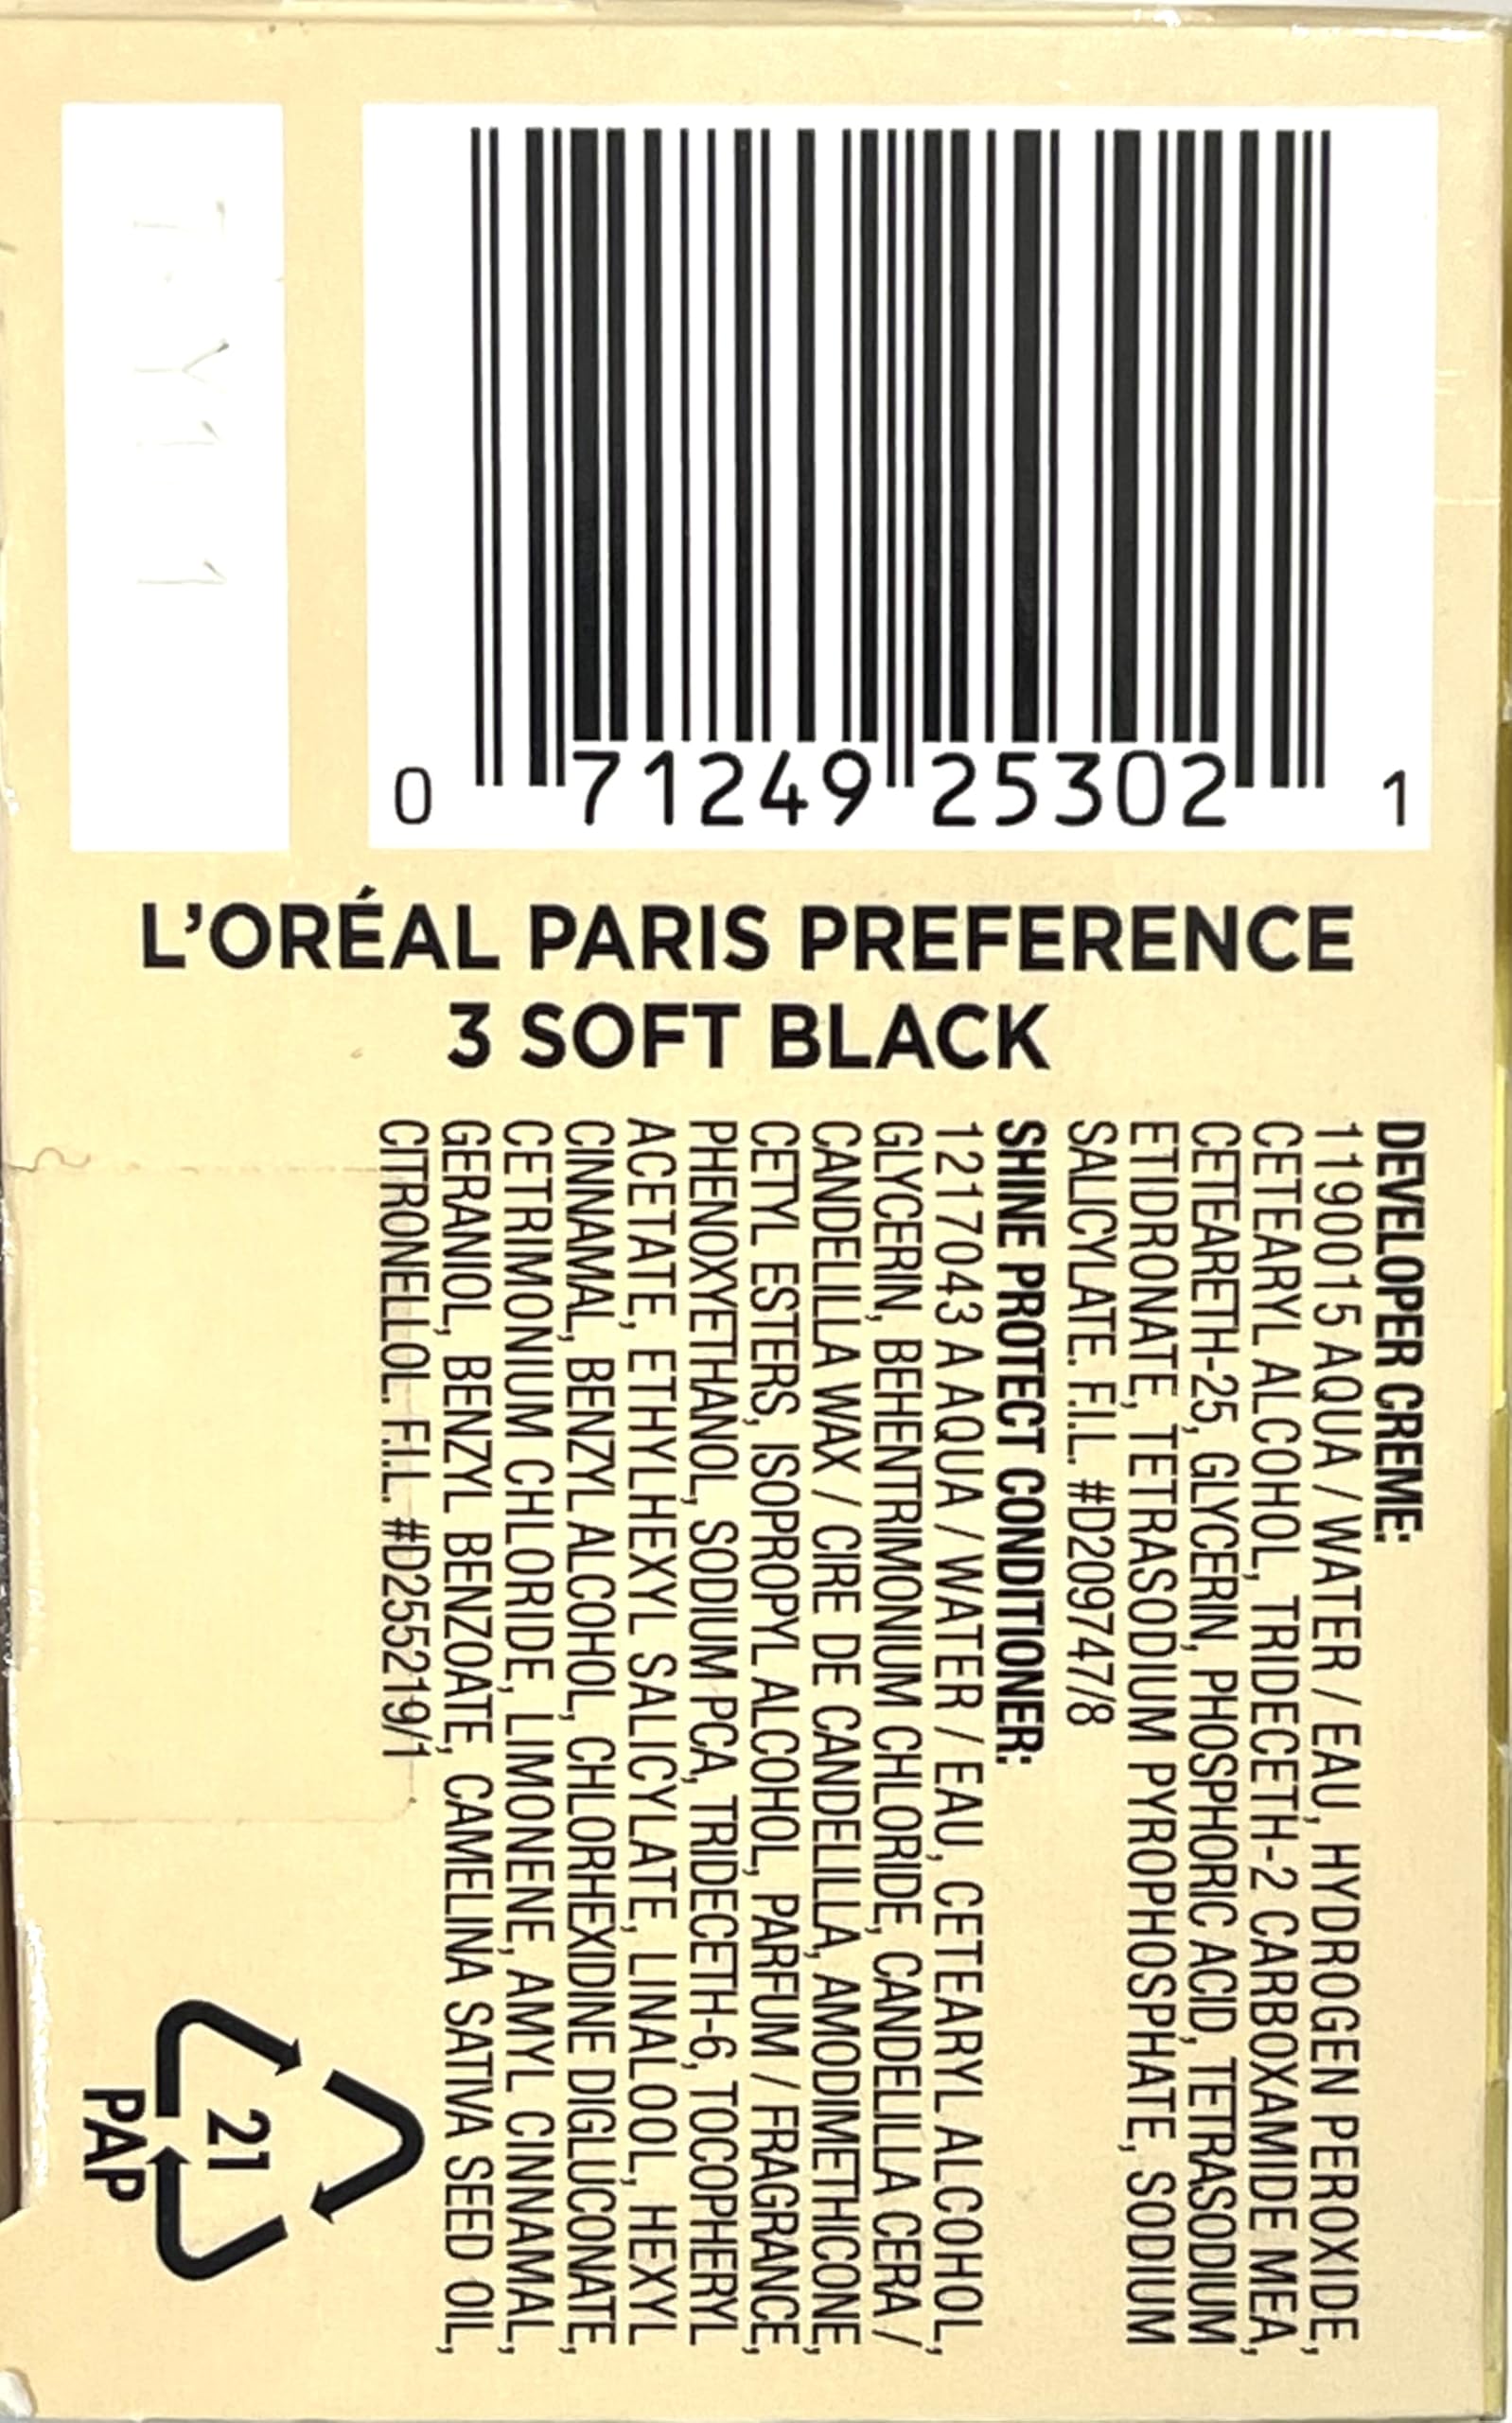 0 71249 25302 1
L'ORÉAL PARIS PREFERENCE
3 SOFT BLACK
DEVELOPER CREME:
1190015 AQUA / WATER / EAU, HYDROGEN PEROXIDE,
CETEARYL ALCOHOL, TRIDECETH-2 CARBOXAMIDE MEA,
CETEARETH-25, GLYCERIN, PHOSPHORIC ACID, TETRASODIUM
ETIDRONATE, TETRASODIUM PYROPHOSPHATE, SODIUM
SALICYLATE. F.I.L. #D209747/8
SHINE PROTECT CONDITIONER:
1217043 A AQUA / WATER / EAU, CETEARYL ALCOHOL,
GLYCERIN, BEHENTRIMONIUM CHLORIDE, CANDELILLA CERA /
CANDELILLA WAX / CIRE DE CANDELILLA, AMODIMETHICONE,
CETYL ESTERS, ISOPROPYL ALCOHOL, PARFUM / FRAGRANCE,
PHENOXYETHANOL, SODIUM PCA, TRIDECETH-6, TOCOPHERYL
ACETATE, ETHYLHEXYL SALICYLATE, LINALOOL, HEXYL
CINNAMAL, BENZYL ALCOHOL, CHLORHEXIDINE DIGLUCONATE,
CETRIMONIUM CHLORIDE, LIMONENE, AMYL CINNAMAL,
GERANIOL, BENZYL BENZOATE, CAMELINA SATIVA SEED OIL,
CITRONELLOL. F.I.L. #D255219/1
21
PAP